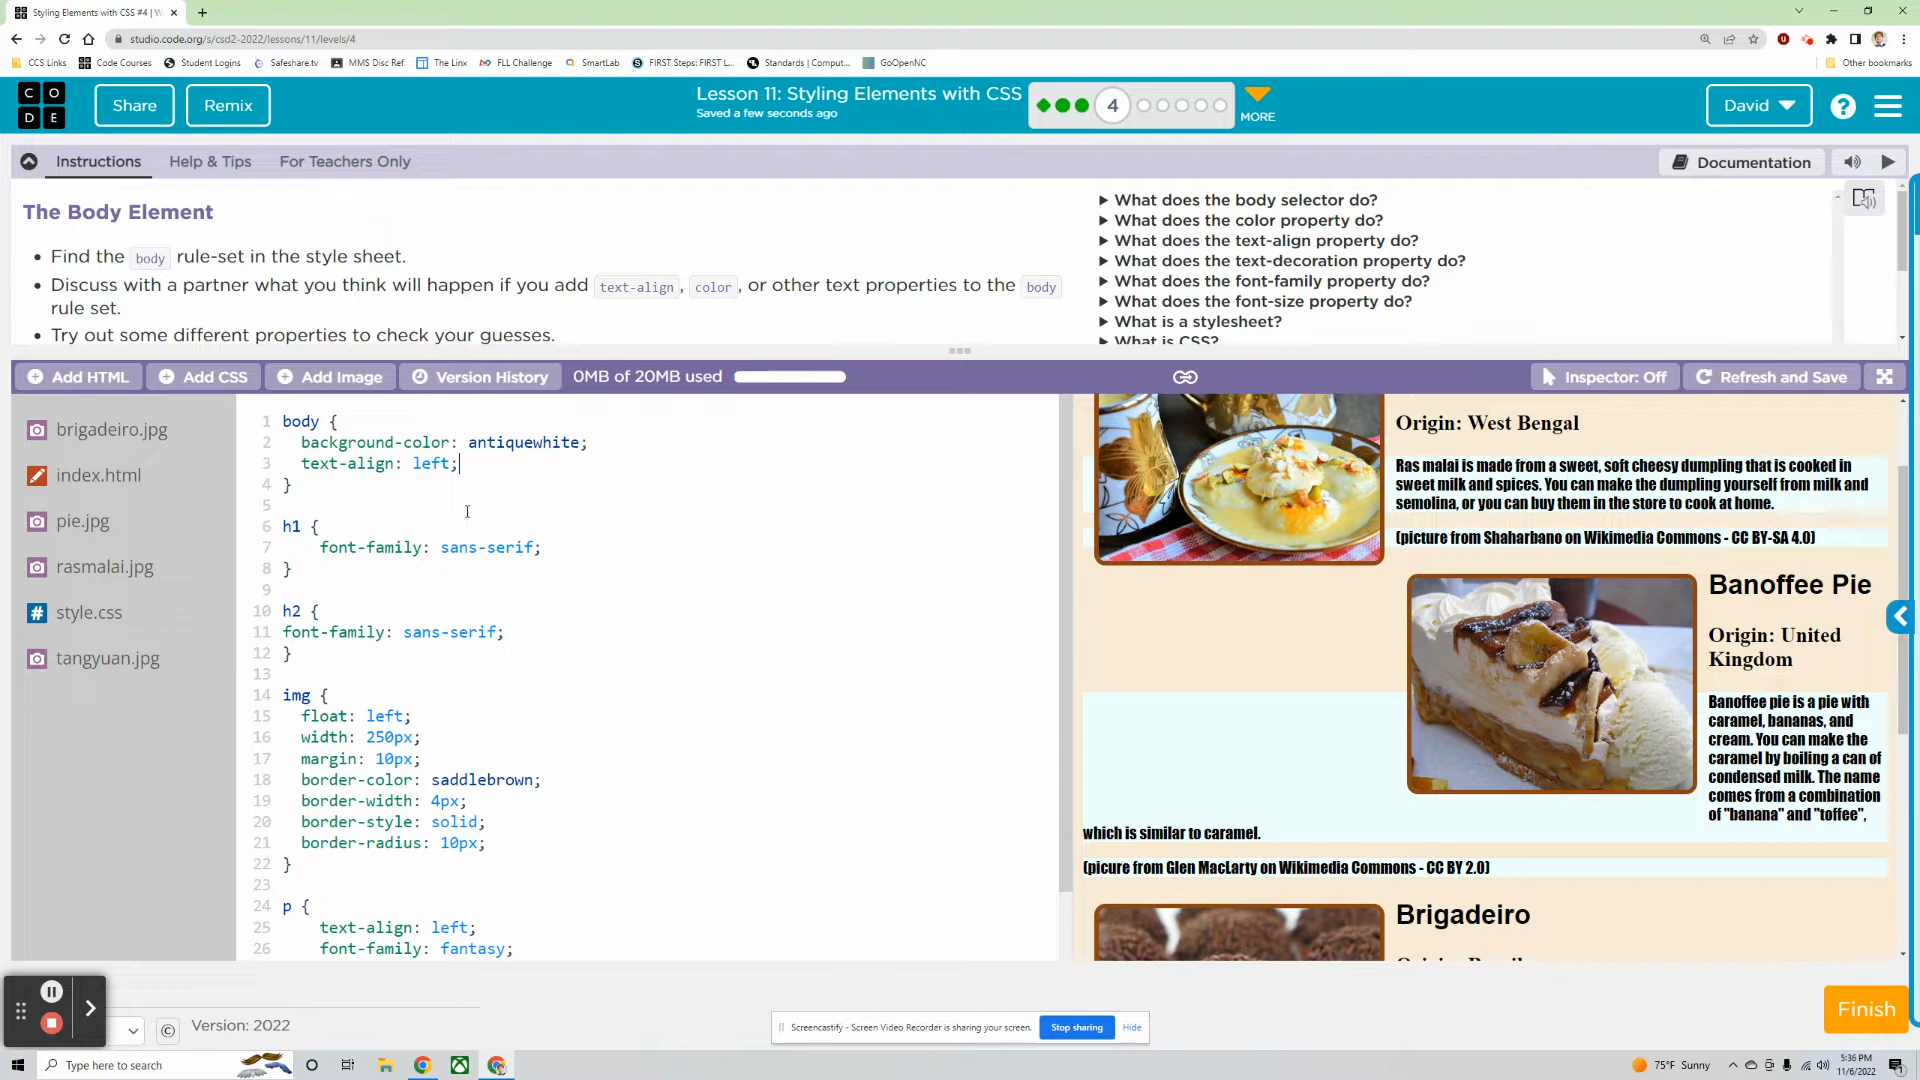 Styling Elements with CSS #4 | W
studio.code.org/s/csd2-2022/lessons/11/levels/4
CCS Links
Code Courses
Student Logins
Safeshare.tv
MMS Disc Ref
The Linx
FLL Challenge
SmartLab
FIRST Steps: FIRST L...
Standards | Comput...
GoOpenNC
Other bookmarks
C O
D E
Share
Remix
Lesson 11: Styling Elements with CSS
Saved a few seconds ago
4
MORE
David
?
Instructions
Help & Tips
For Teachers Only
Documentation
The Body Element
Find the body rule-set in the style sheet.
Discuss with a partner what you think will happen if you add text-align, color, or other text properties to the body
rule set.
Try out some different properties to check your guesses.
What does the body selector do?
What does the color property do?
What does the text-align property do?
What does the text-decoration property do?
What does the font-family property do?
What does the font-size property do?
What is a stylesheet?
What is CSS?
Add HTML
Add CSS
Add Image
Version History
0MB of 20MB used
Inspector: Off
Refresh and Save
brigadeiro.jpg
index.html
pie.jpg
rasmalai.jpg
style.css
tangyuan.jpg
1 body {
2 background-color: antiquewhite;
3 text-align: left;
4 }
5
6 h1 {
7 font-family: sans-serif;
8 }
9
10 h2 {
11 font-family: sans-serif;
12 }
13
14 img {
15 float: left;
16 width: 250px;
17 margin: 10px;
18 border-color: saddlebrown;
19 border-width: 4px;
20 border-style: solid;
21 border-radius: 10px;
22 }
23
24 p {
25 text-align: left;
26 font-family: fantasy;
Origin: West Bengal
Ras malai is made from a sweet, soft cheesy dumpling that is cooked in
sweet milk and spices. You can make the dumpling yourself from milk and
semolina, or you can buy them in the store to cook at home.
(picture from Shaharbano on Wikimedia Commons - CC BY-SA 4.0)
Banoffee Pie
Origin: United
Kingdom
Banoffee pie is a pie with
caramel, bananas, and
cream. You can make the
caramel by boiling a can of
condensed milk. The name
comes from a combination
of "banana" and "toffee",
which is similar to caramel.
(picure from Glen MacLarty on Wikimedia Commons - CC BY 2.0)
Brigadeiro
Finish
Version: 2022
Screencastify - Screen Video Recorder is sharing your screen.
Stop sharing
Hide
Type here to search
75°F Sunny
5:36 PM
11/6/2022